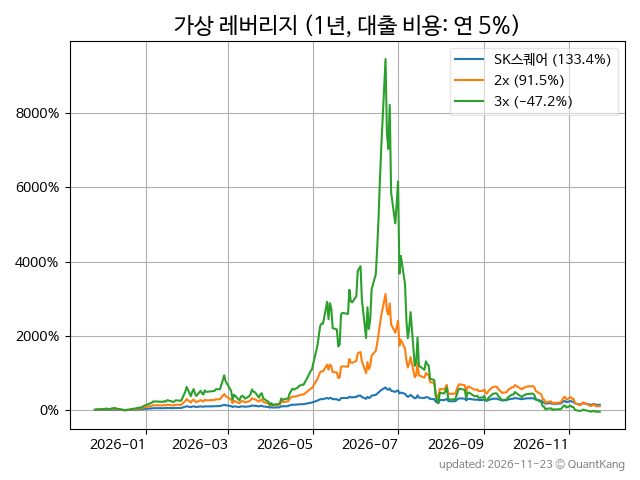 가상 레버리지 (1년, 대출 비용: 연 5%)
SK스퀘어 (133.4%)
2x (91.5%)
3x (−47.2%)
8000%
6000%
4000%
2000%
0%
2026-01 2026-03 2026-05 2026-07 2026-09 2026-11
updated: 2026-11-23 © QuantKang